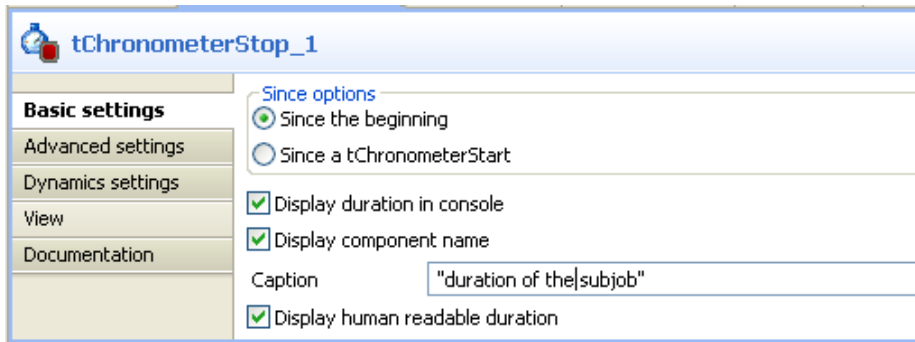 tChronometerStop_1
Basic settings
Advanced settings
Dynamics settings
View
Documentation
Since options
Since the beginning
Since a tChronometerStart
Display duration in console
Display component name
Caption "duration of the subjob"
Display human readable duration